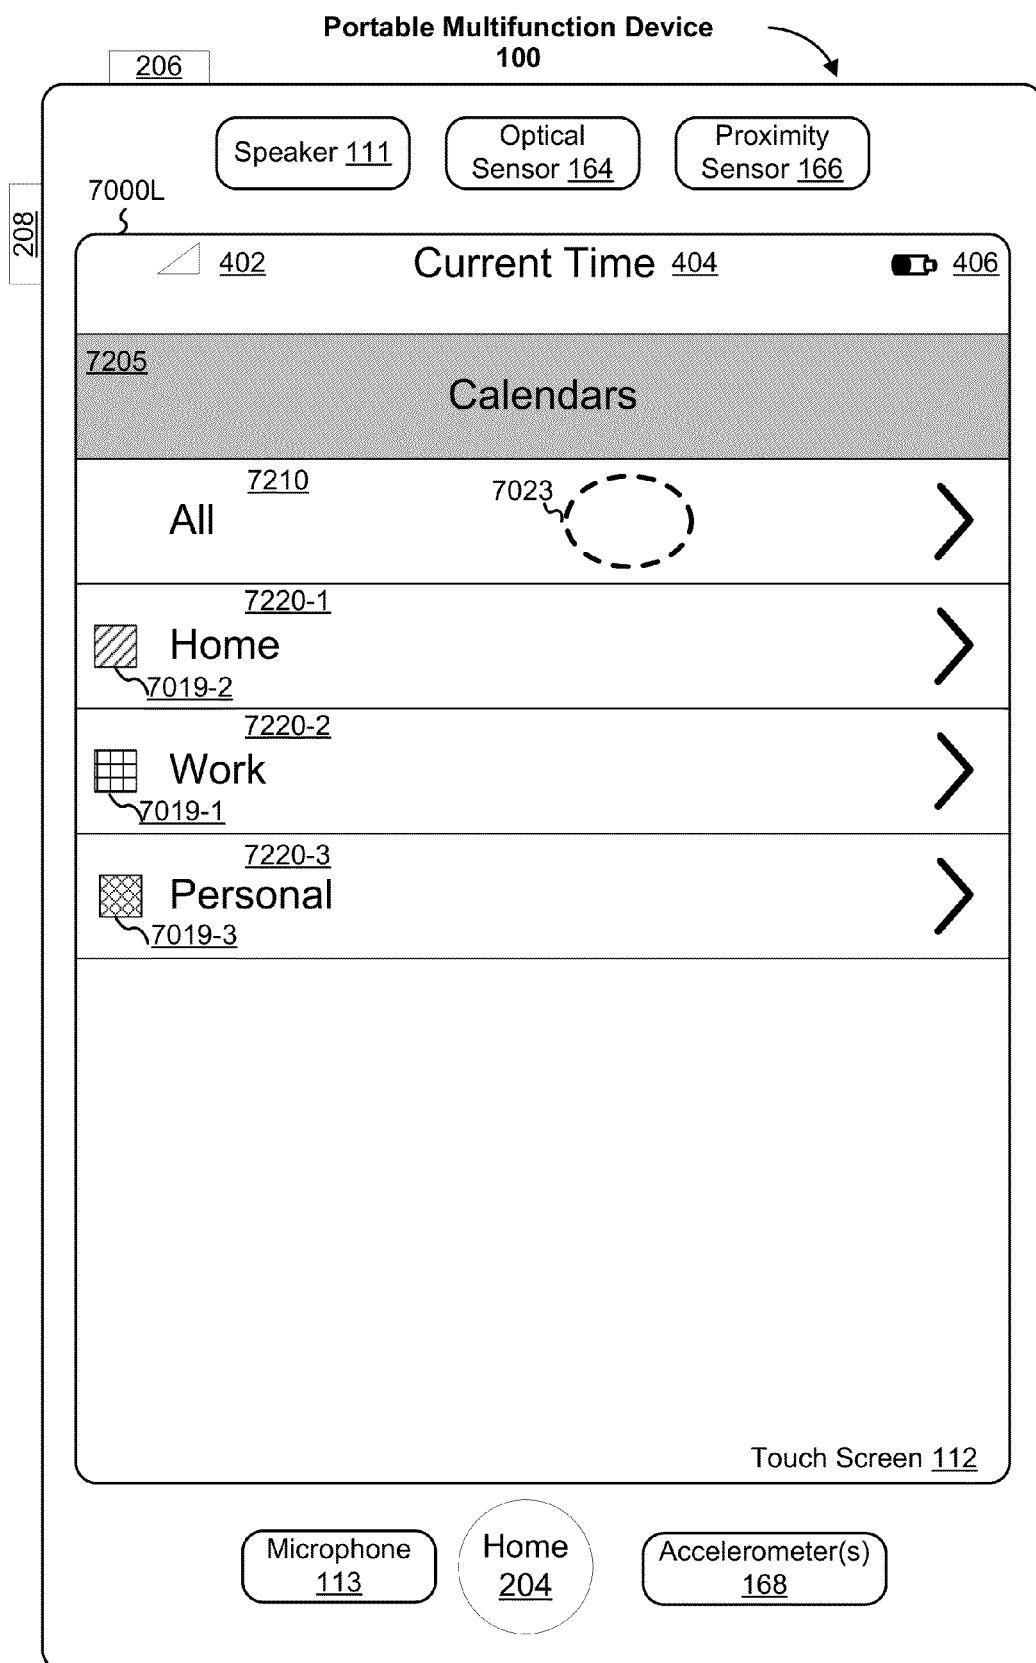 Portable Multifunction Device
100
206
208
Speaker 111
Optical
Sensor 164
Proximity
Sensor 166
7000L
402
Current Time 404
406
7205
Calendars
7210
All
7023
7220-1
Home
7019-2
7220-2
Work
7019-1
7220-3
Personal
7019-3
Touch Screen 112
Microphone
113
Home
204
Accelerometer(s)
168